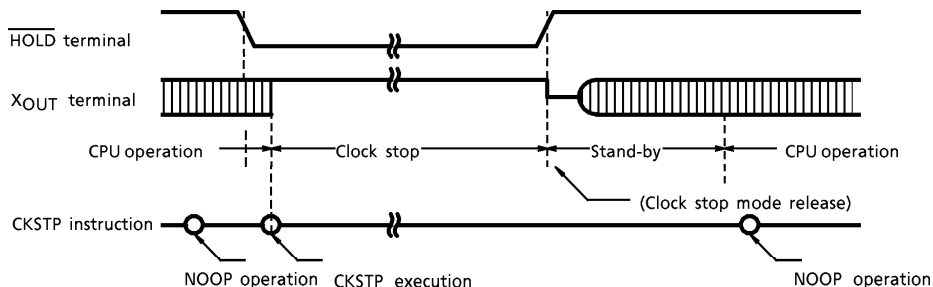 HOLD terminal
XOUT terminal
CPU operation
Clock stop
Stand-by
CPU operation
(Clock stop mode release)
CKSTP instruction
NOOP operation
CKSTP execution
NOOP operation